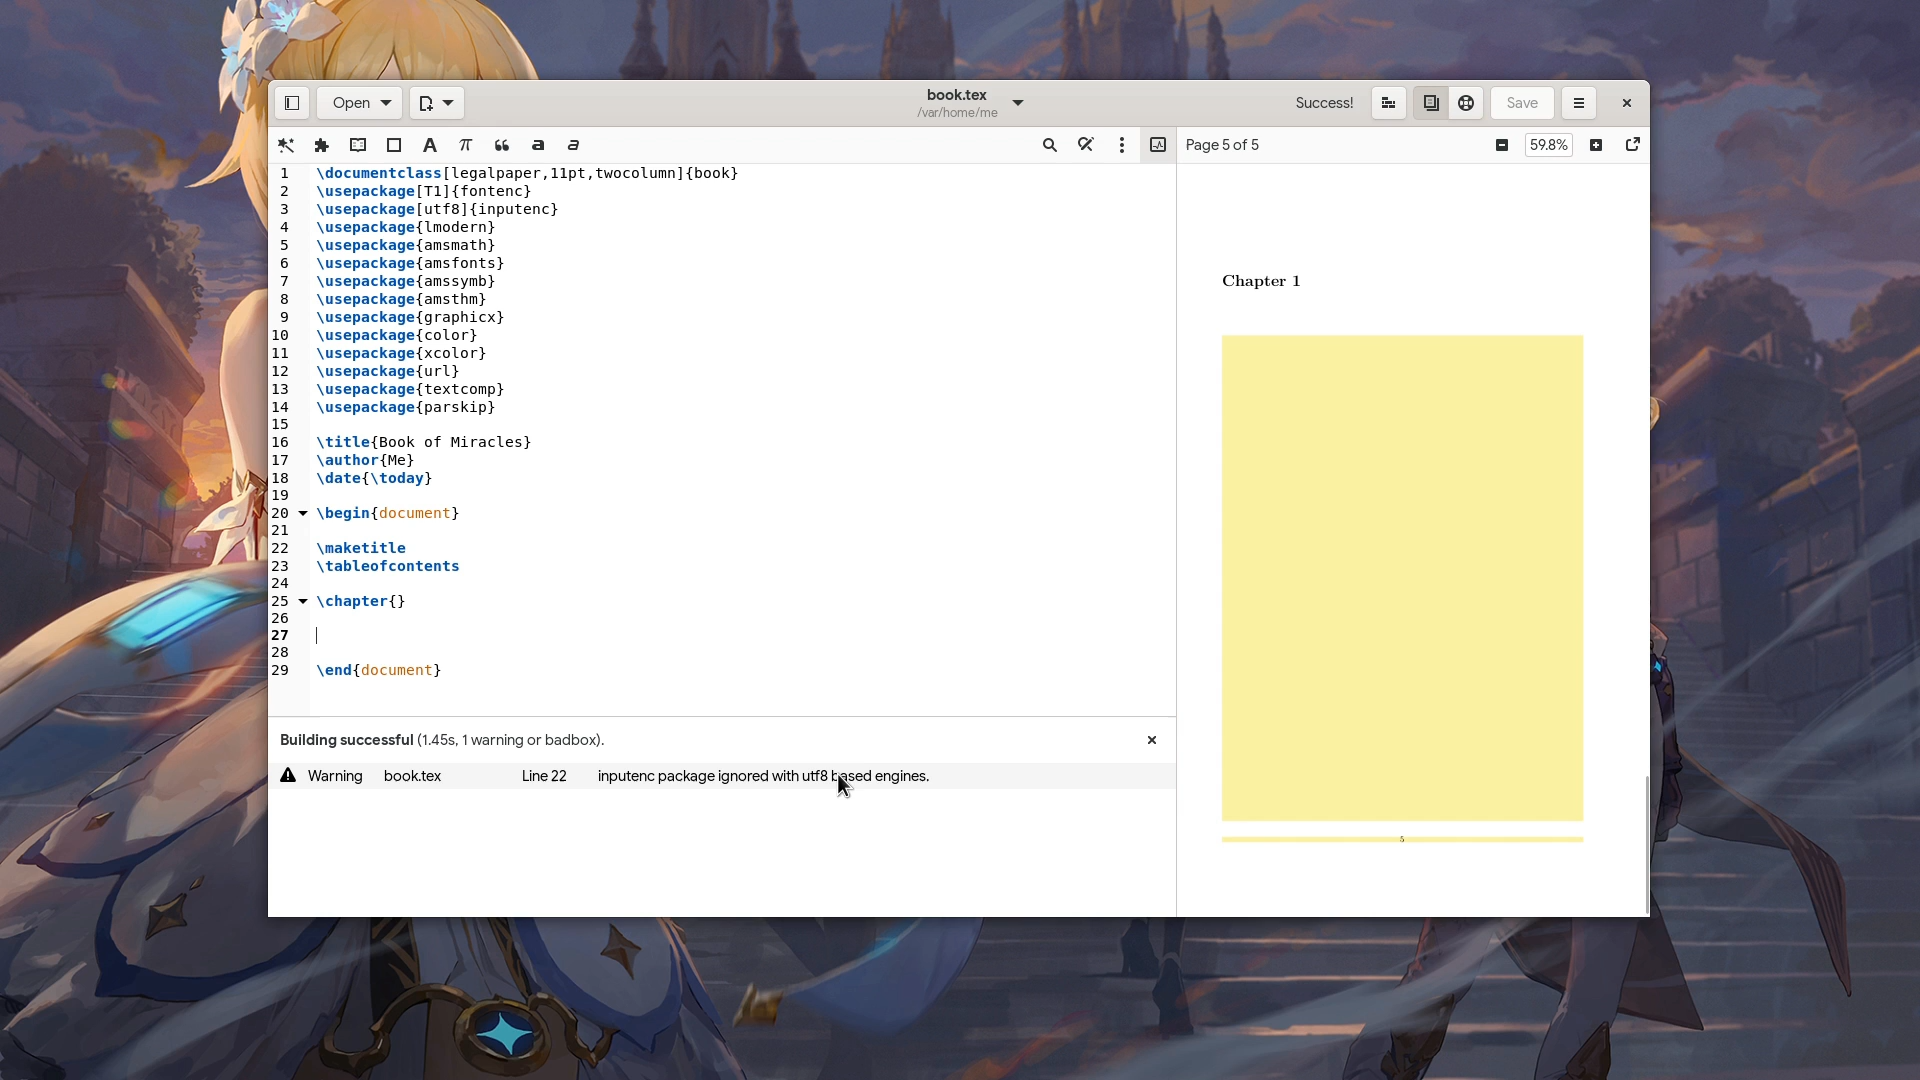 Open
book.tex
/var/home/me
Success!
Save
A
π
a
a
Page 5 of 5
59.8%
1 \documentclass[legalpaper,11pt,twocolumn]{book}
2 \usepackage[T1]{fontenc}
3 \usepackage[utf8]{inputenc}
4 \usepackage{lmodern}
5 \usepackage{amsmath}
6 \usepackage{amsfonts}
7 \usepackage{amssymb}
8 \usepackage{amsthm}
9 \usepackage{graphicx}
10 \usepackage{color}
11 \usepackage{xcolor}
12 \usepackage{url}
13 \usepackage{textcomp}
14 \usepackage{parskip}
15
16 \title{Book of Miracles}
17 \author{Me}
18 \date{\today}
19
20 \begin{document}
21
22 \maketitle
23 \tableofcontents
24
25 \chapter{}
26
27
28
29 \end{document}
Building successful (1.45s, 1 warning or badbox).
Warning book.tex Line 22 inputenc package ignored with utf8 based engines.
Chapter 1
5